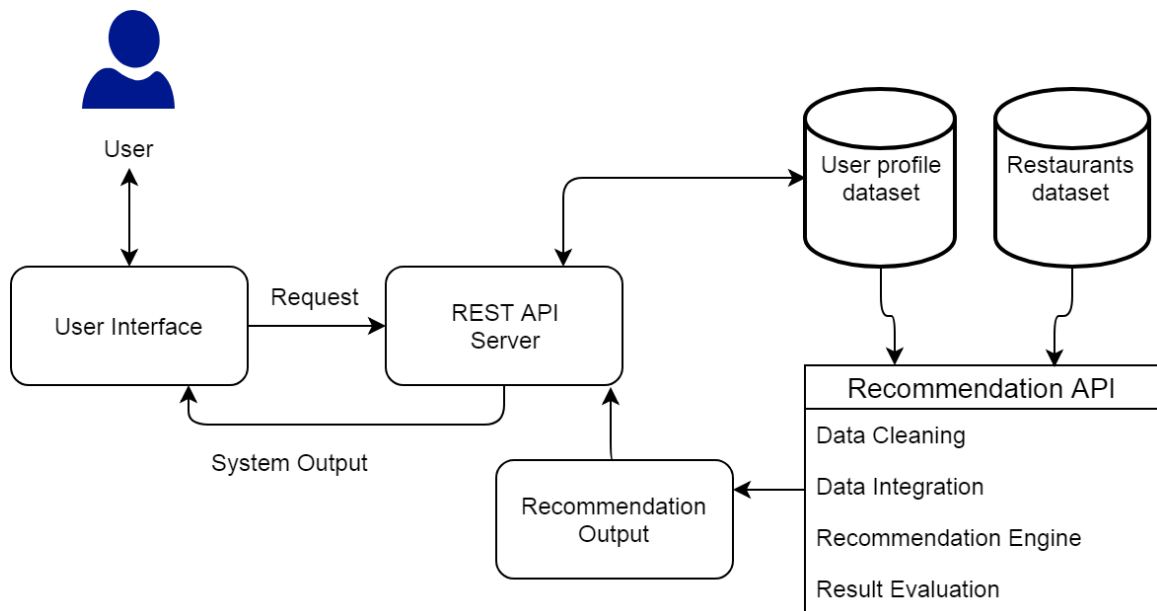 User
User profile
dataset
Restaurants
dataset
User Interface
Request
REST API
Server
System Output
Recommendation
Output
Recommendation API
Data Cleaning
Data Integration
Recommendation Engine
Result Evaluation